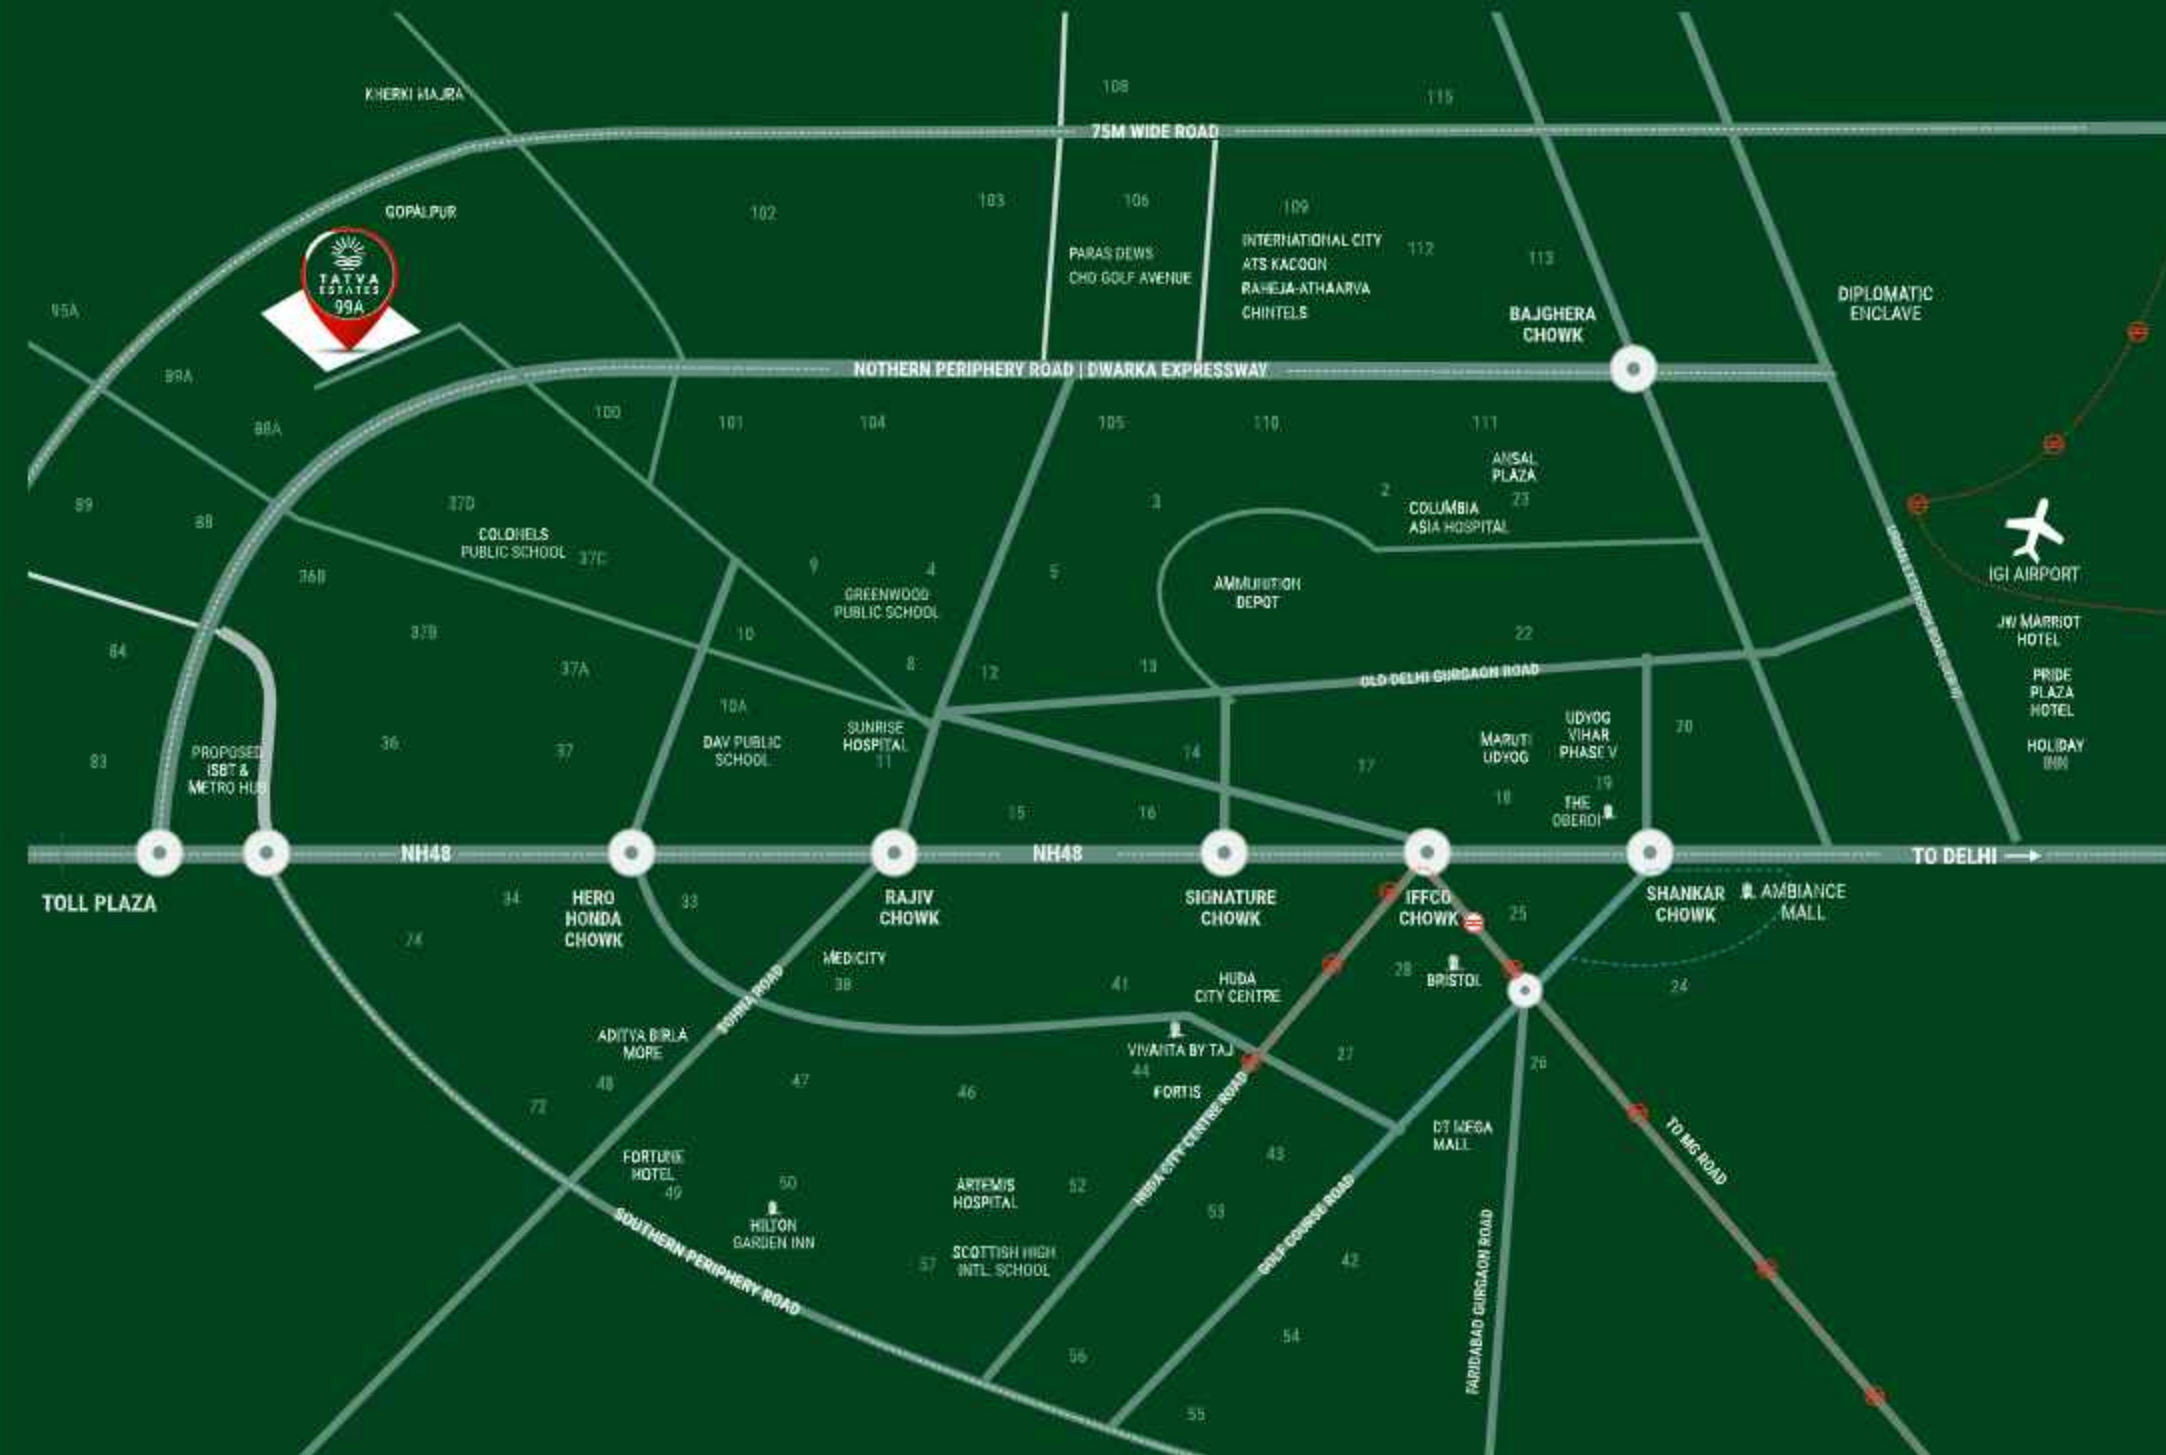 KHERKI MAJRA
108
115
75M WIDE ROAD
GOPALPUR
102
103
106
109
112
113
INTERNATIONAL CITY
ATS KACOON
RAHEJA-ATHAARVA
CHINTELS
PARAS DEWS
CHD GOLF AVENUE
TATVA
ESTATES
99A
95A
BAJGHERA
CHOWK
DIPLOMATIC
ENCLAVE
NOTHERN PERIPHERY ROAD | DWARKA EXPRESSWAY
89A
88A
100
101
104
105
110
111
ANSAL
PLAZA
23
2
COLUMBIA
ASIA HOSPITAL
3
89
88
37D
COLONELS
PUBLIC SCHOOL
37C
36B
9
4
5
GREENWOOD
PUBLIC SCHOOL
AMMUNITION
DEPOT
IGI AIRPORT
JW MARRIOT
HOTEL
PRIDE
PLAZA
HOTEL
HOLIDAY
INN
84
37B
37A
10
8
12
13
22
OLD DELHI GURGAON ROAD
10A
DAV PUBLIC
SCHOOL
SUNRISE
HOSPITAL
11
14
17
MARUTI
UDYOG
UDYOG
VIHAR
PHASE V
19
20
18
THE
OBEROI
83
PROPOSED
ISBT &
METRO HUB
36
37
15
16
NH48
NH48
TO DELHI
TOLL PLAZA
34
HERO
HONDA
CHOWK
33
RAJIV
CHOWK
SIGNATURE
CHOWK
IFFCO
CHOWK
25
SHANKAR
CHOWK
AMBIANCE
MALL
74
MEDICITY
38
41
HUDA
CITY CENTRE
28
BRISTOL
24
SOHNA ROAD
ADITYA BIRLA
MORE
48
47
46
VIVANTA BY TAJ
44
FORTIS
27
26
72
DT MEGA
MALL
TO MG ROAD
HUDA CITY CENTRE ROAD
43
FORTUNE
HOTEL
49
50
HILTON
GARDEN INN
ARTEMIS
HOSPITAL
52
53
GOLF COURSE ROAD
42
57
SCOTTISH HIGH
INTL. SCHOOL
SOUTHERN PERIPHERY ROAD
FARIDABAD GURGAON ROAD
54
56
55